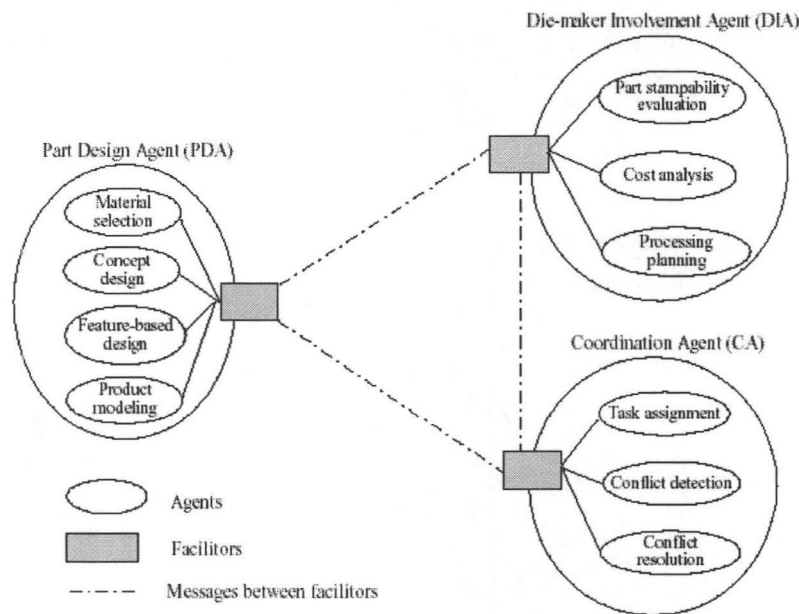 Die-maker Involvement Agent (DIA)
Part stampability
evaluation
Cost analysis
Processing
planning
Part Design Agent (PDA)
Material
selection
Concept
design
Feature-based
design
Product
modeling
Coordination Agent (CA)
Task assignment
Conflict detection
Conflict
resolution
Agents
Facilitors
Messages between facilitors